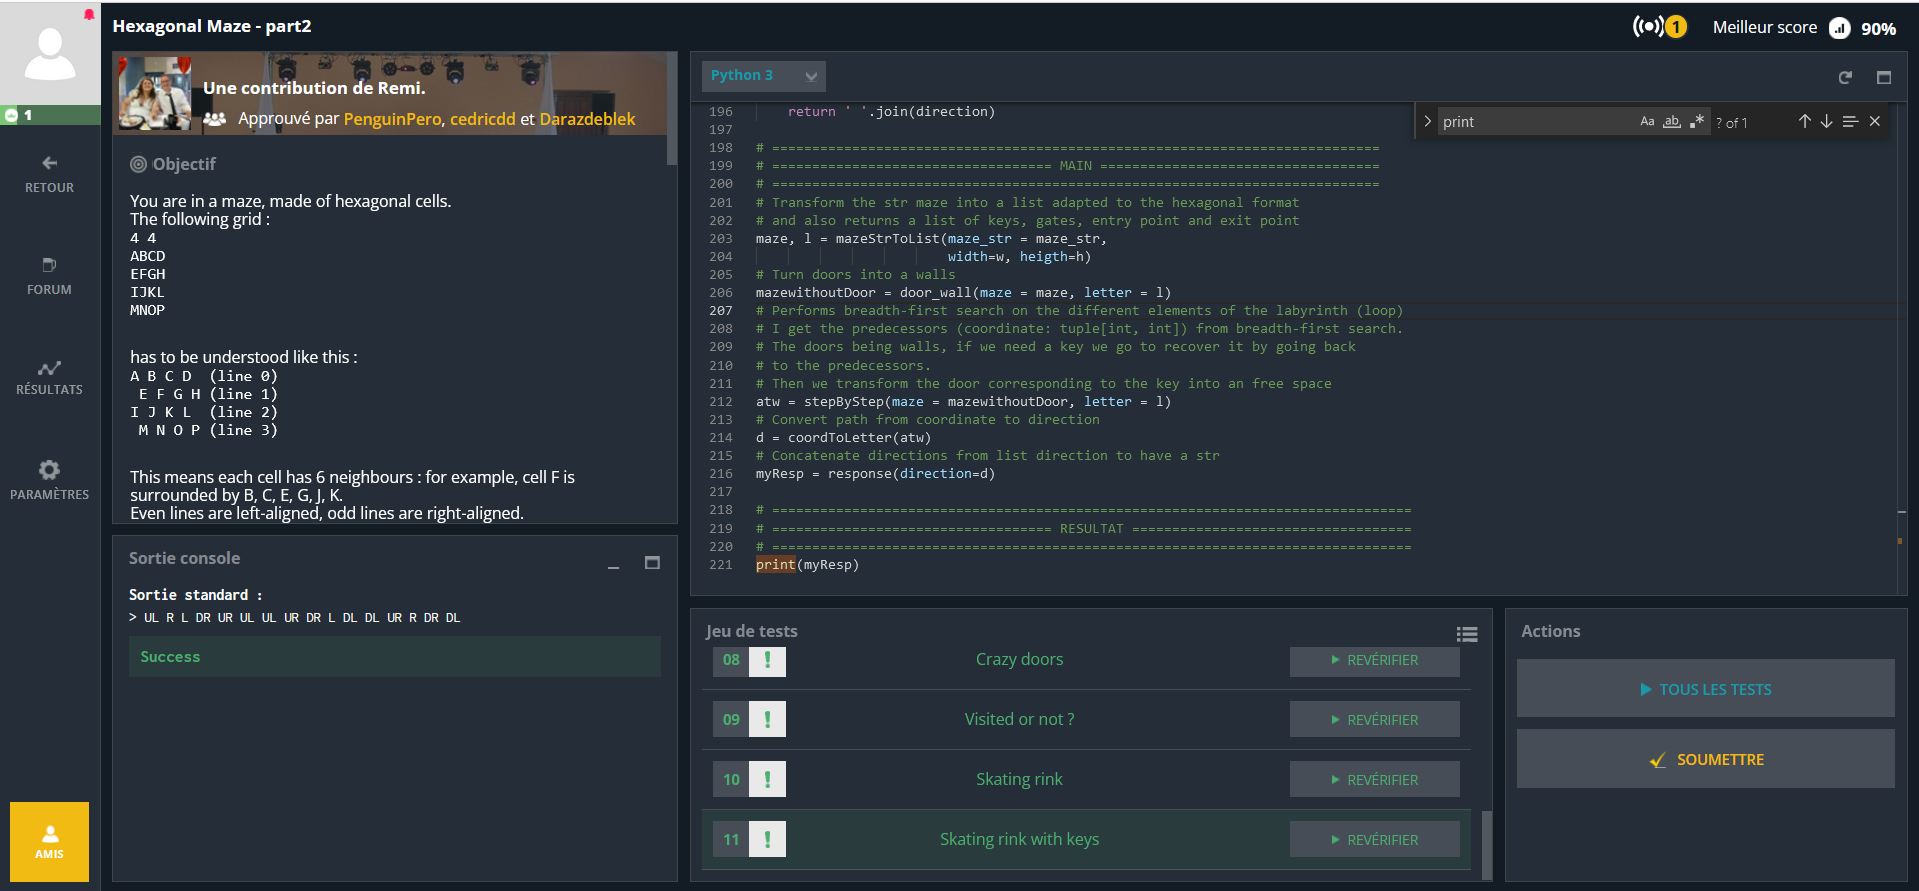 Hexagonal Maze - part2
1
Meilleur score 90%
1
RETOUR
FORUM
RÉSULTATS
PARAMÈTRES
AMIS
Une contribution de Remi.
Approuvé par PenguinPero, cedricdd et Darazdeblek
Objectif
You are in a maze, made of hexagonal cells.
The following grid :
4 4
ABCD
EFGH
IJKL
MNOP
has to be understood like this :
A B C D  (line 0)
 E F G H (line 1)
I J K L  (line 2)
 M N O P (line 3)
This means each cell has 6 neighbours : for example, cell F is
surrounded by B, C, E, G, J, K.
Even lines are left-aligned, odd lines are right-aligned.
Sortie console
Sortie standard :
> UL R L DR UR UL UL UR DR L DL DL UR R DR DL
Success
Python 3
print
Aa ab .* ? of 1
196     return ' '.join(direction)
197
198 # ============================================================================
199 # =================================== MAIN ===================================
200 # ============================================================================
201 # Transform the str maze into a list adapted to the hexagonal format
202 # and also returns a list of keys, gates, entry point and exit point
203 maze, l = mazeStrToList(maze_str = maze_str,
204                         width=w, heigth=h)
205 # Turn doors into a walls
206 mazewithoutDoor = door_wall(maze = maze, letter = l)
207 # Performs breadth-first search on the different elements of the labyrinth (loop)
208 # I get the predecessors (coordinate: tuple[int, int]) from breadth-first search.
209 # The doors being walls, if we need a key we go to recover it by going back
210 # to the predecessors.
211 # Then we transform the door corresponding to the key into an free space
212 atw = stepByStep(maze = mazewithoutDoor, letter = l)
213 # Convert path from coordinate to direction
214 d = coordToLetter(atw)
215 # Concatenate directions from list direction to have a str
216 myResp = response(direction=d)
217
218 # ================================================================================
219 # =================================== RESULTAT ===================================
220 # ================================================================================
221 print(myResp)
Jeu de tests
08 ! Crazy doors REVÉRIFIER
09 ! Visited or not ? REVÉRIFIER
10 ! Skating rink REVÉRIFIER
11 ! Skating rink with keys REVÉRIFIER
Actions
TOUS LES TESTS
SOUMETTRE